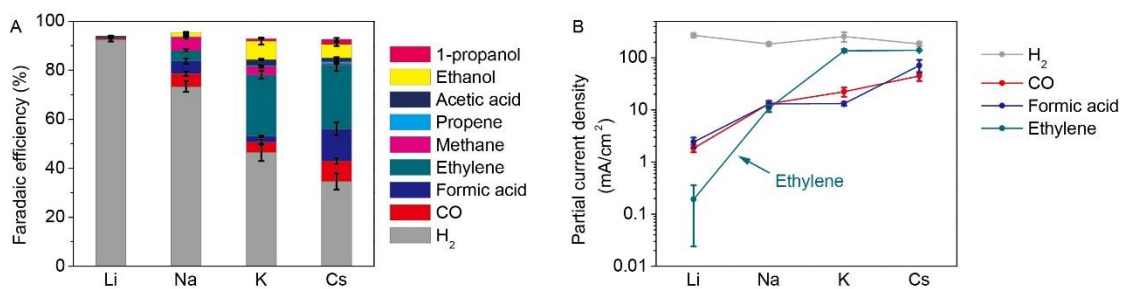 A
Faradaic efficiency (%)
100
80
60
40
20
0
Li Na K Cs
1-propanol
Ethanol
Acetic acid
Propene
Methane
Ethylene
Formic acid
CO
H₂
B
Partial current density
(mA/cm²)
100
10
1
0.1
0.01
Ethylene
Li Na K Cs
H₂
CO
Formic acid
Ethylene